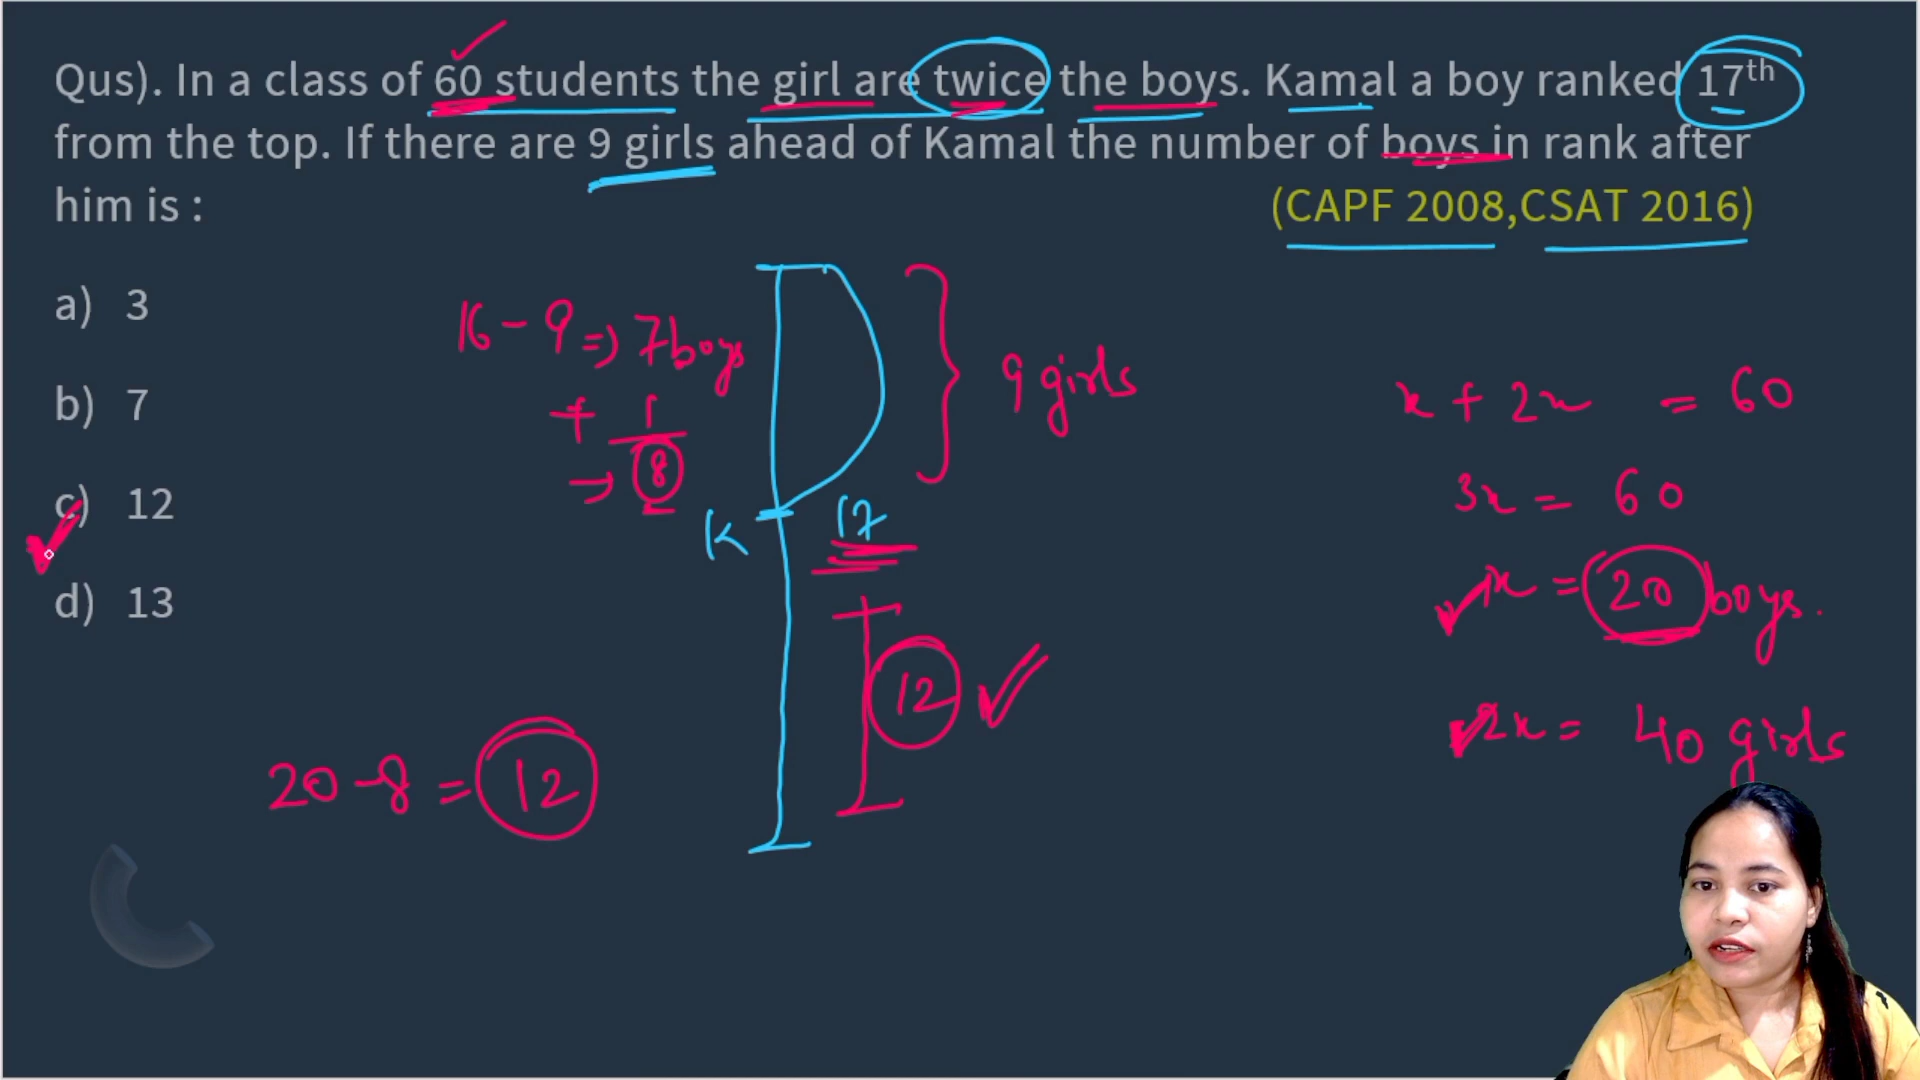 Qus). In a class of 60 students the girl are twice the boys. Kamal a boy ranked 17th
from the top. If there are 9 girls ahead of Kamal the number of boys in rank after
him is :
(CAPF 2008,CSAT 2016)
a) 3
b) 7
c) 12
d) 13
16 - 9 => 7 boys
+ 1
→ 8
9 girls
K 17
12
20 - 8 = 12
x + 2x = 60
3x = 60
x = 20 boys.
2x = 40 girls